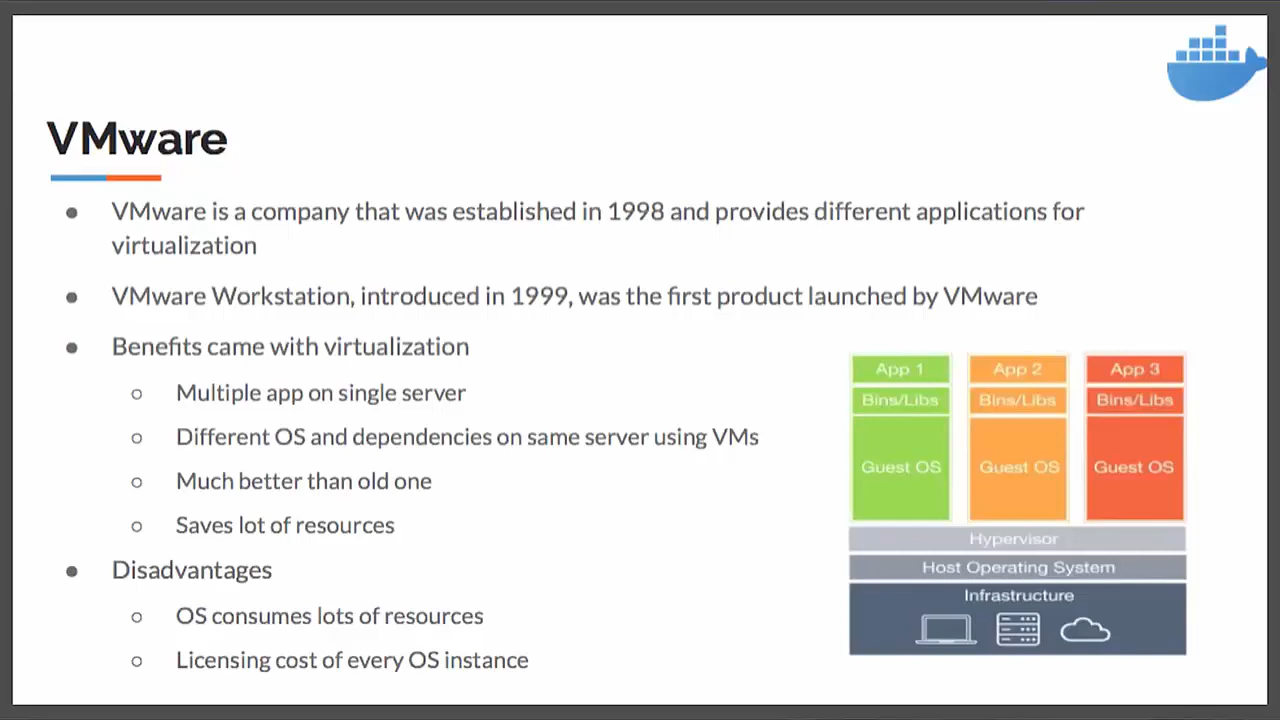 VMware
● VMware is a company that was established in 1998 and provides different applications for
virtualization
● VMware Workstation, introduced in 1999, was the first product launched by VMware
● Benefits came with virtualization
○ Multiple app on single server
○ Different OS and dependencies on same server using VMs
○ Much better than old one
○ Saves lot of resources
● Disadvantages
○ OS consumes lots of resources
○ Licensing cost of every OS instance
App 1 App 2 App 3
Bins/Libs Bins/Libs Bins/Libs
Guest OS Guest OS Guest OS
Hypervisor
Host Operating System
Infrastructure